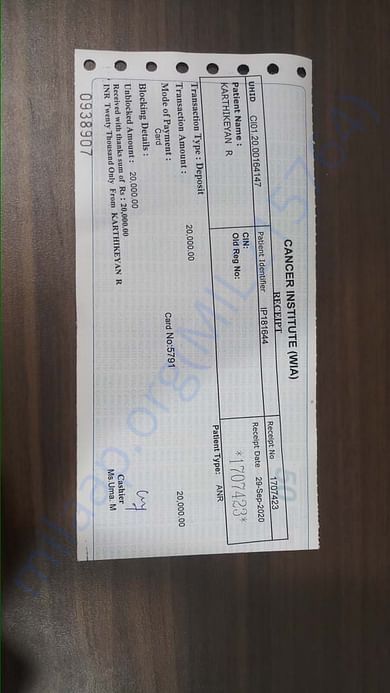 CANCER INSTITUTE (WIA)
RECEIPT
UHID CI01.20.00164147 Patient Identifier IP181644 Receipt No 1707423
Receipt Date 29-Sep-2020
Patient Name : CIN: *1707423*
KARTHIKEYAN R Old Reg No:
Patient Type: ANR
Transaction Type : Deposit
Transaction Amount : 20,000.00 20,000.00
Mode of Payment :
Card Card No:5791
Blocking Details :
Unblocked Amount : 20,000.00
Received with thanks sum of Rs : 20,000.00
INR Twenty Thousand Only From KARTHIKEYAN R
Cashier
Ms Uma. M
0938907